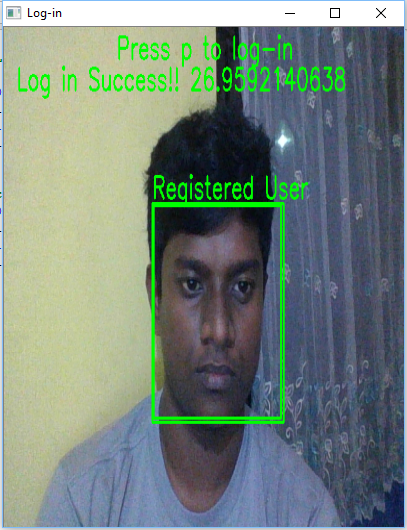 Log-in
Press p to log-in
Log in Success!! 26.9592140638
Registered User